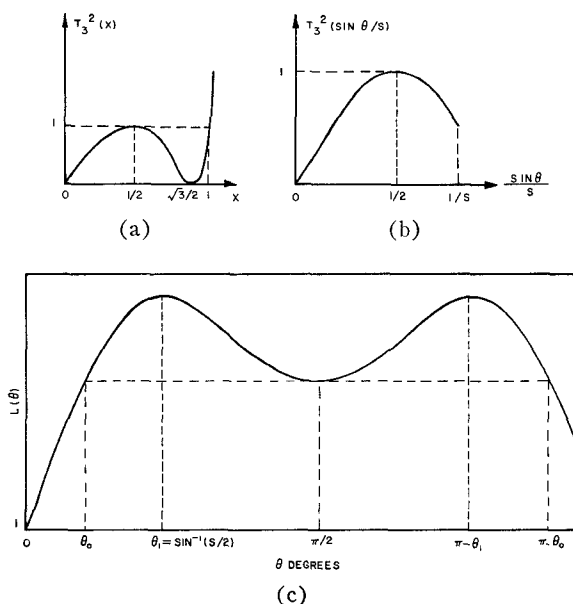 T₃²(X)
1
0
1/2
√3/2
1
X
(a)
T₃²(SIN θ/S)
1
0
1/2
1/S
SIN θ
S
(b)
L(θ)
1
0
θ₀
θ₁ = SIN⁻¹(S/2)
π/2
π-θ₁
π-θ₀
θ DEGREES
(c)